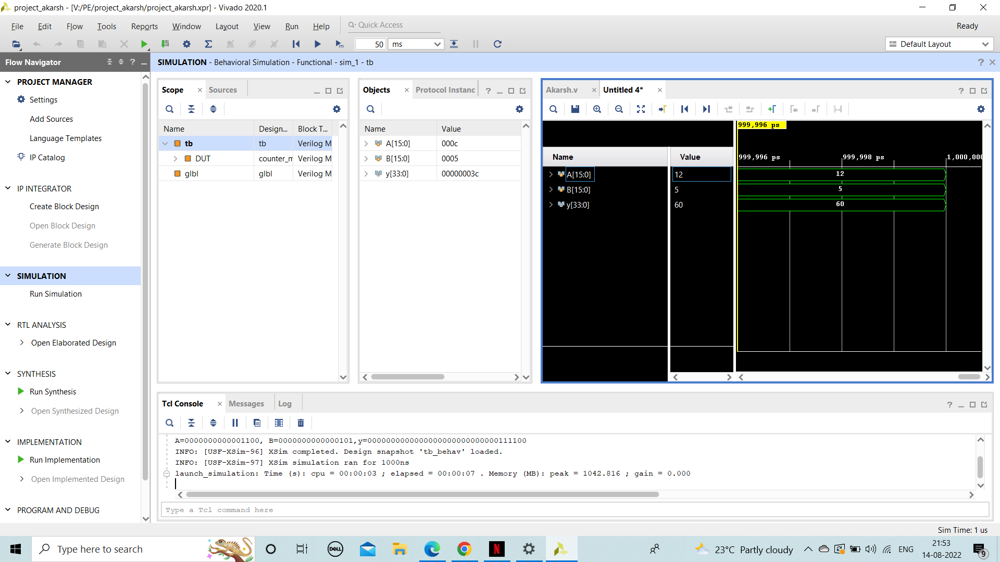 project_akarsh - [V:/PE/project_akarsh/project_akarsh.xpr] - Vivado 2020.1
File Edit Flow Tools Reports Window Layout View Run Help Quick Access Ready
50 ms Default Layout
Flow Navigator
SIMULATION - Behavioral Simulation - Functional - sim_1 - tb
PROJECT MANAGER
Settings
Add Sources
Language Templates
IP Catalog
IP INTEGRATOR
Create Block Design
Open Block Design
Generate Block Design
SIMULATION
Run Simulation
RTL ANALYSIS
Open Elaborated Design
SYNTHESIS
Run Synthesis
Open Synthesized Design
IMPLEMENTATION
Run Implementation
Open Implemented Design
PROGRAM AND DEBUG
Scope Sources
Name Design... Block T...
tb tb Verilog M
DUT counter_m
Verilog M
glbl glbl Verilog M
Objects Protocol Instanc
Name Value
A[15:0] 000c
B[15:0] 0005
y[33:0] 00000003c
Akarsh.v Untitled 4*
999,996 ps
Name Value 999,996 ps 999,998 ps 1,000,000
A[15:0] 12 12
B[15:0] 5 5
y[33:0] 60 60
Tcl Console Messages Log
A=0000000000001100, B=0000000000000101,y=0000000000000000000000000000111100
INFO: [USF-XSim-96] XSim completed. Design snapshot 'tb_behav' loaded.
INFO: [USF-XSim-97] XSim simulation ran for 1000ns
launch_simulation: Time (s): cpu = 00:00:03 ; elapsed = 00:00:07 . Memory (MB): peak = 1042.816 ; gain = 0.000
Type a Tcl command here
Sim Time: 1 us
Type here to search
DELL
N
23°C Partly cloudy
ENG
21:53
14-08-2022
9